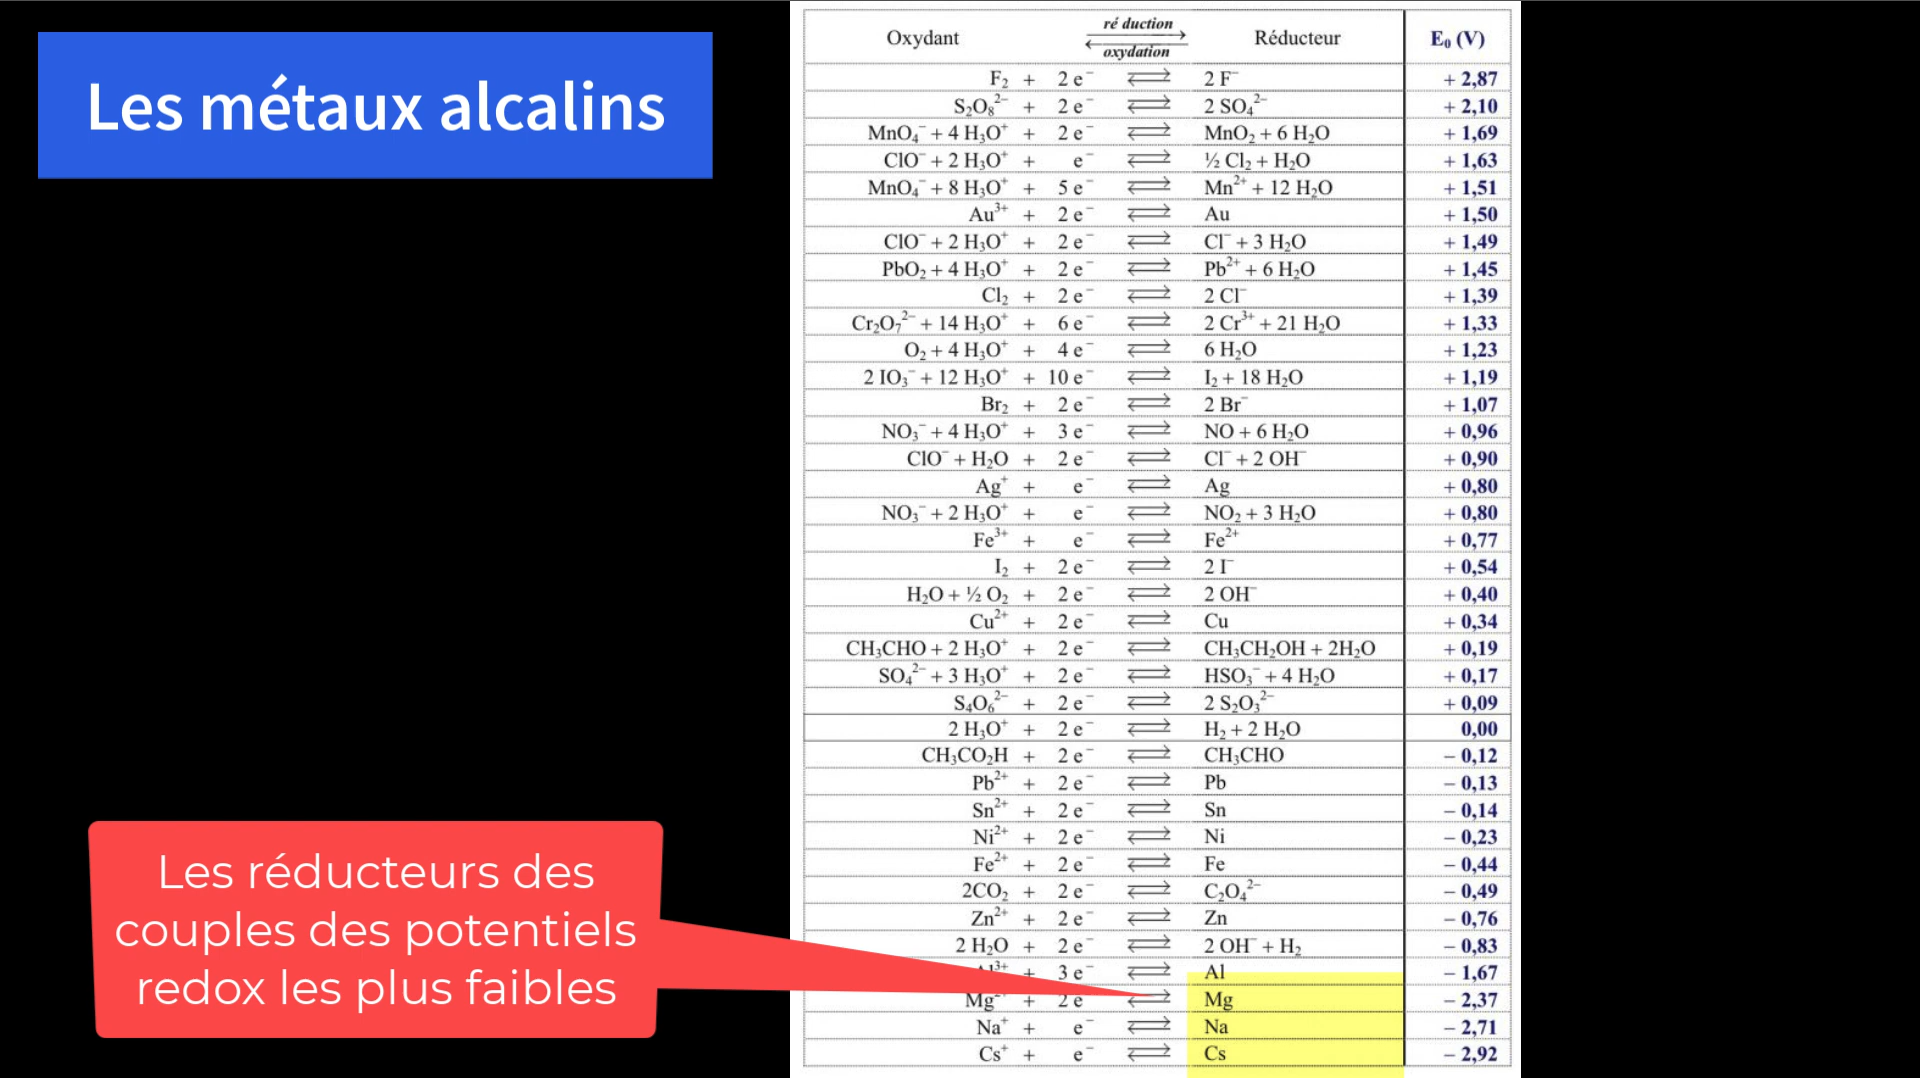 Les métaux alcalins
Oxydant réduction ⇄ oxydation Réducteur E₀ (V)
F₂ + 2 e⁻ ⇄ 2 F⁻ + 2,87
S₂O₈²⁻ + 2 e⁻ ⇄ 2 SO₄²⁻ + 2,10
MnO₄⁻ + 4 H₃O⁺ + 2 e⁻ ⇄ MnO₂ + 6 H₂O + 1,69
ClO⁻ + 2 H₃O⁺ + e⁻ ⇄ ½ Cl₂ + H₂O + 1,63
MnO₄⁻ + 8 H₃O⁺ + 5 e⁻ ⇄ Mn²⁺ + 12 H₂O + 1,51
Au³⁺ + 2 e⁻ ⇄ Au + 1,50
ClO⁻ + 2 H₃O⁺ + 2 e⁻ ⇄ Cl⁻ + 3 H₂O + 1,49
PbO₂ + 4 H₃O⁺ + 2 e⁻ ⇄ Pb²⁺ + 6 H₂O + 1,45
Cl₂ + 2 e⁻ ⇄ 2 Cl⁻ + 1,39
Cr₂O₇²⁻ + 14 H₃O⁺ + 6 e⁻ ⇄ 2 Cr³⁺ + 21 H₂O + 1,33
O₂ + 4 H₃O⁺ + 4 e⁻ ⇄ 6 H₂O + 1,23
2 IO₃⁻ + 12 H₃O⁺ + 10 e⁻ ⇄ I₂ + 18 H₂O + 1,19
Br₂ + 2 e⁻ ⇄ 2 Br⁻ + 1,07
NO₃⁻ + 4 H₃O⁺ + 3 e⁻ ⇄ NO + 6 H₂O + 0,96
ClO⁻ + H₂O + 2 e⁻ ⇄ Cl⁻ + 2 OH⁻ + 0,90
Ag⁺ + e⁻ ⇄ Ag + 0,80
NO₃⁻ + 2 H₃O⁺ + e⁻ ⇄ NO₂ + 3 H₂O + 0,80
Fe³⁺ + e⁻ ⇄ Fe²⁺ + 0,77
I₂ + 2 e⁻ ⇄ 2 I⁻ + 0,54
H₂O + ½ O₂ + 2 e⁻ ⇄ 2 OH⁻ + 0,40
Cu²⁺ + 2 e⁻ ⇄ Cu + 0,34
CH₃CHO + 2 H₃O⁺ + 2 e⁻ ⇄ CH₃CH₂OH + 2H₂O + 0,19
SO₄²⁻ + 3 H₃O⁺ + 2 e⁻ ⇄ HSO₃⁻ + 4 H₂O + 0,17
S₄O₆²⁻ + 2 e⁻ ⇄ 2 S₂O₃²⁻ + 0,09
2 H₃O⁺ + 2 e⁻ ⇄ H₂ + 2 H₂O 0,00
CH₃CO₂H + 2 e⁻ ⇄ CH₃CHO – 0,12
Pb²⁺ + 2 e⁻ ⇄ Pb – 0,13
Sn²⁺ + 2 e⁻ ⇄ Sn – 0,14
Ni²⁺ + 2 e⁻ ⇄ Ni – 0,23
Fe²⁺ + 2 e⁻ ⇄ Fe – 0,44
2CO₂ + 2 e⁻ ⇄ C₂O₄²⁻ – 0,49
Zn²⁺ + 2 e⁻ ⇄ Zn – 0,76
2 H₂O + 2 e⁻ ⇄ 2 OH⁻ + H₂ – 0,83
Al³⁺ + 3 e⁻ ⇄ Al – 1,67
Mg + 2 e ⇄ Mg – 2,37
Na⁺ + e⁻ ⇄ Na – 2,71
Cs⁺ + e⁻ ⇄ Cs – 2,92
Les réducteurs des
couples des potentiels
redox les plus faibles